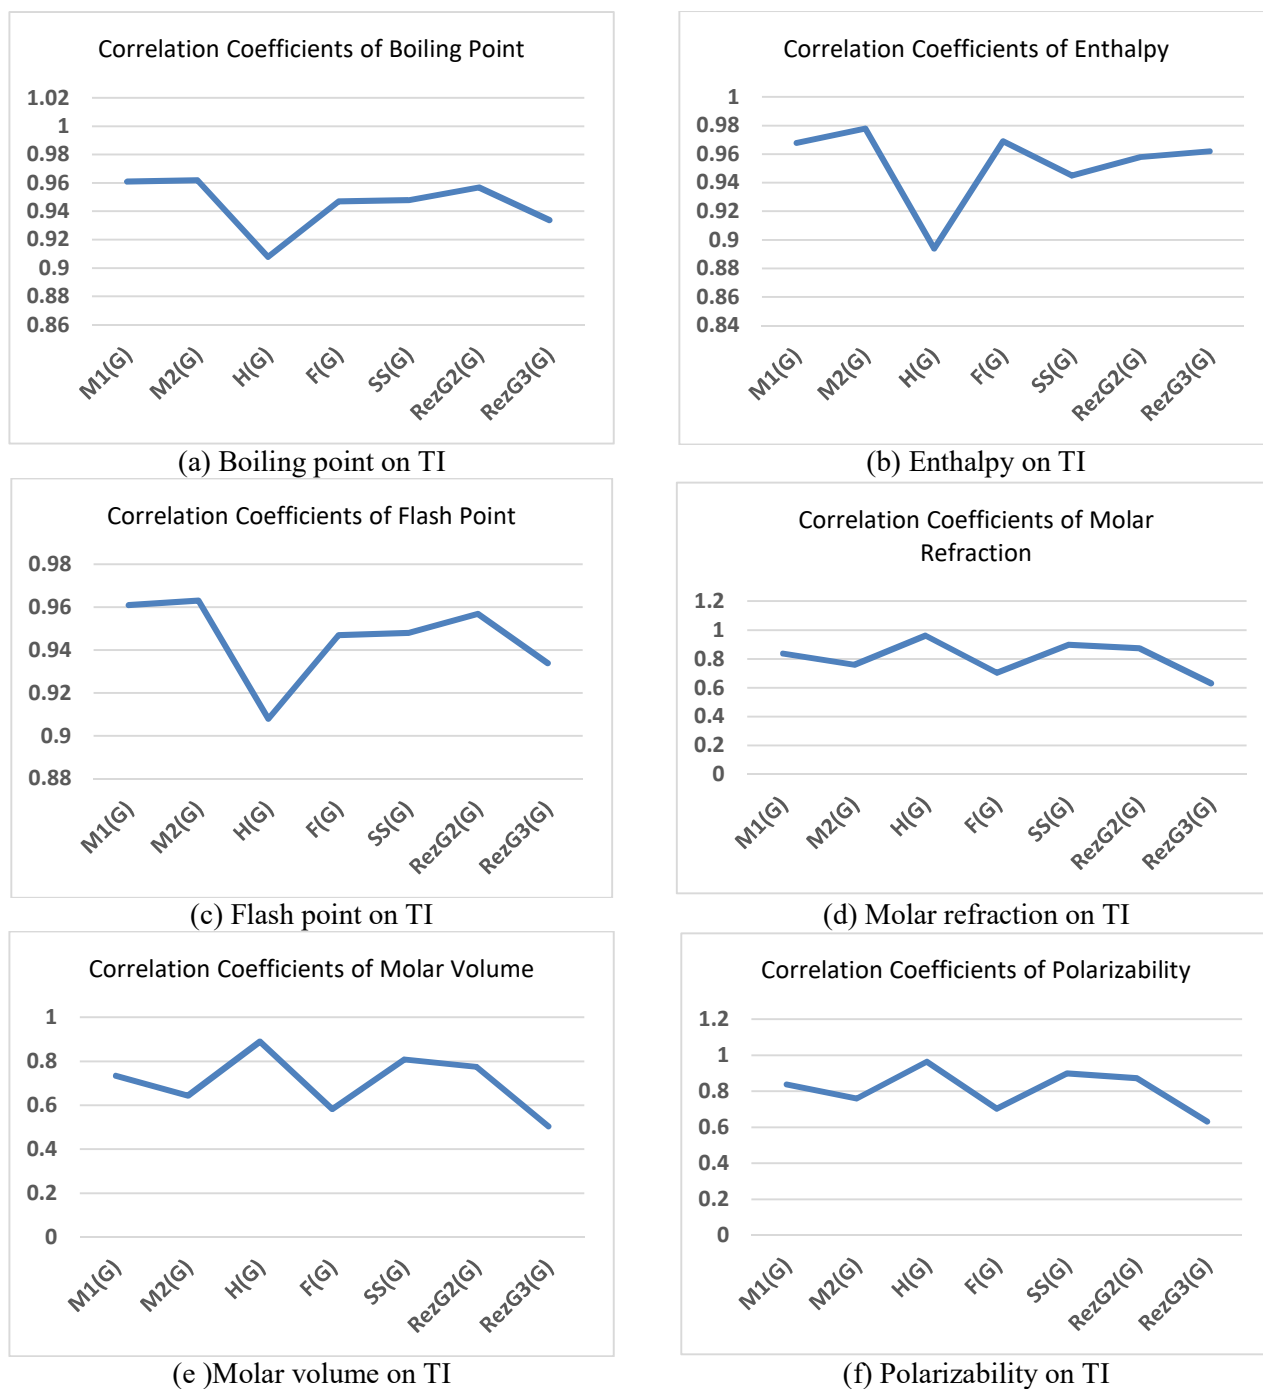 Correlation Coefficients of Boiling Point
1.02
1
0.98
0.96
0.94
0.92
0.9
0.88
0.86
M1(G)
M2(G)
H(G)
F(G)
SS(G)
RezG2(G)
RezG3(G)
(a) Boiling point on TI
Correlation Coefficients of Enthalpy
1
0.98
0.96
0.94
0.92
0.9
0.88
0.86
0.84
M1(G)
M2(G)
H(G)
F(G)
SS(G)
RezG2(G)
RezG3(G)
(b) Enthalpy on TI
Correlation Coefficients of Flash Point
0.98
0.96
0.94
0.92
0.9
0.88
M1(G)
M2(G)
H(G)
F(G)
SS(G)
RezG2(G)
RezG3(G)
(c) Flash point on TI
Correlation Coefficients of Molar
Refraction
1.2
1
0.8
0.6
0.4
0.2
0
M1(G)
M2(G)
H(G)
F(G)
SS(G)
RezG2(G)
RezG3(G)
(d) Molar refraction on TI
Correlation Coefficients of Molar Volume
1
0.8
0.6
0.4
0.2
0
M1(G)
M2(G)
H(G)
F(G)
SS(G)
RezG2(G)
RezG3(G)
(e )Molar volume on TI
Correlation Coefficients of Polarizability
1.2
1
0.8
0.6
0.4
0.2
0
M1(G)
M2(G)
H(G)
F(G)
SS(G)
RezG2(G)
RezG3(G)
(f) Polarizability on TI